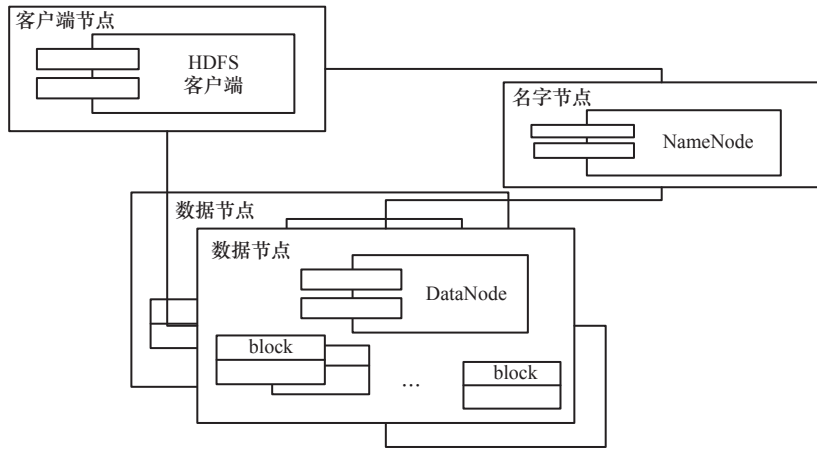 客户端节点
HDFS
客户端
名字节点
NameNode
数据节点
数据节点
DataNode
block
...
block